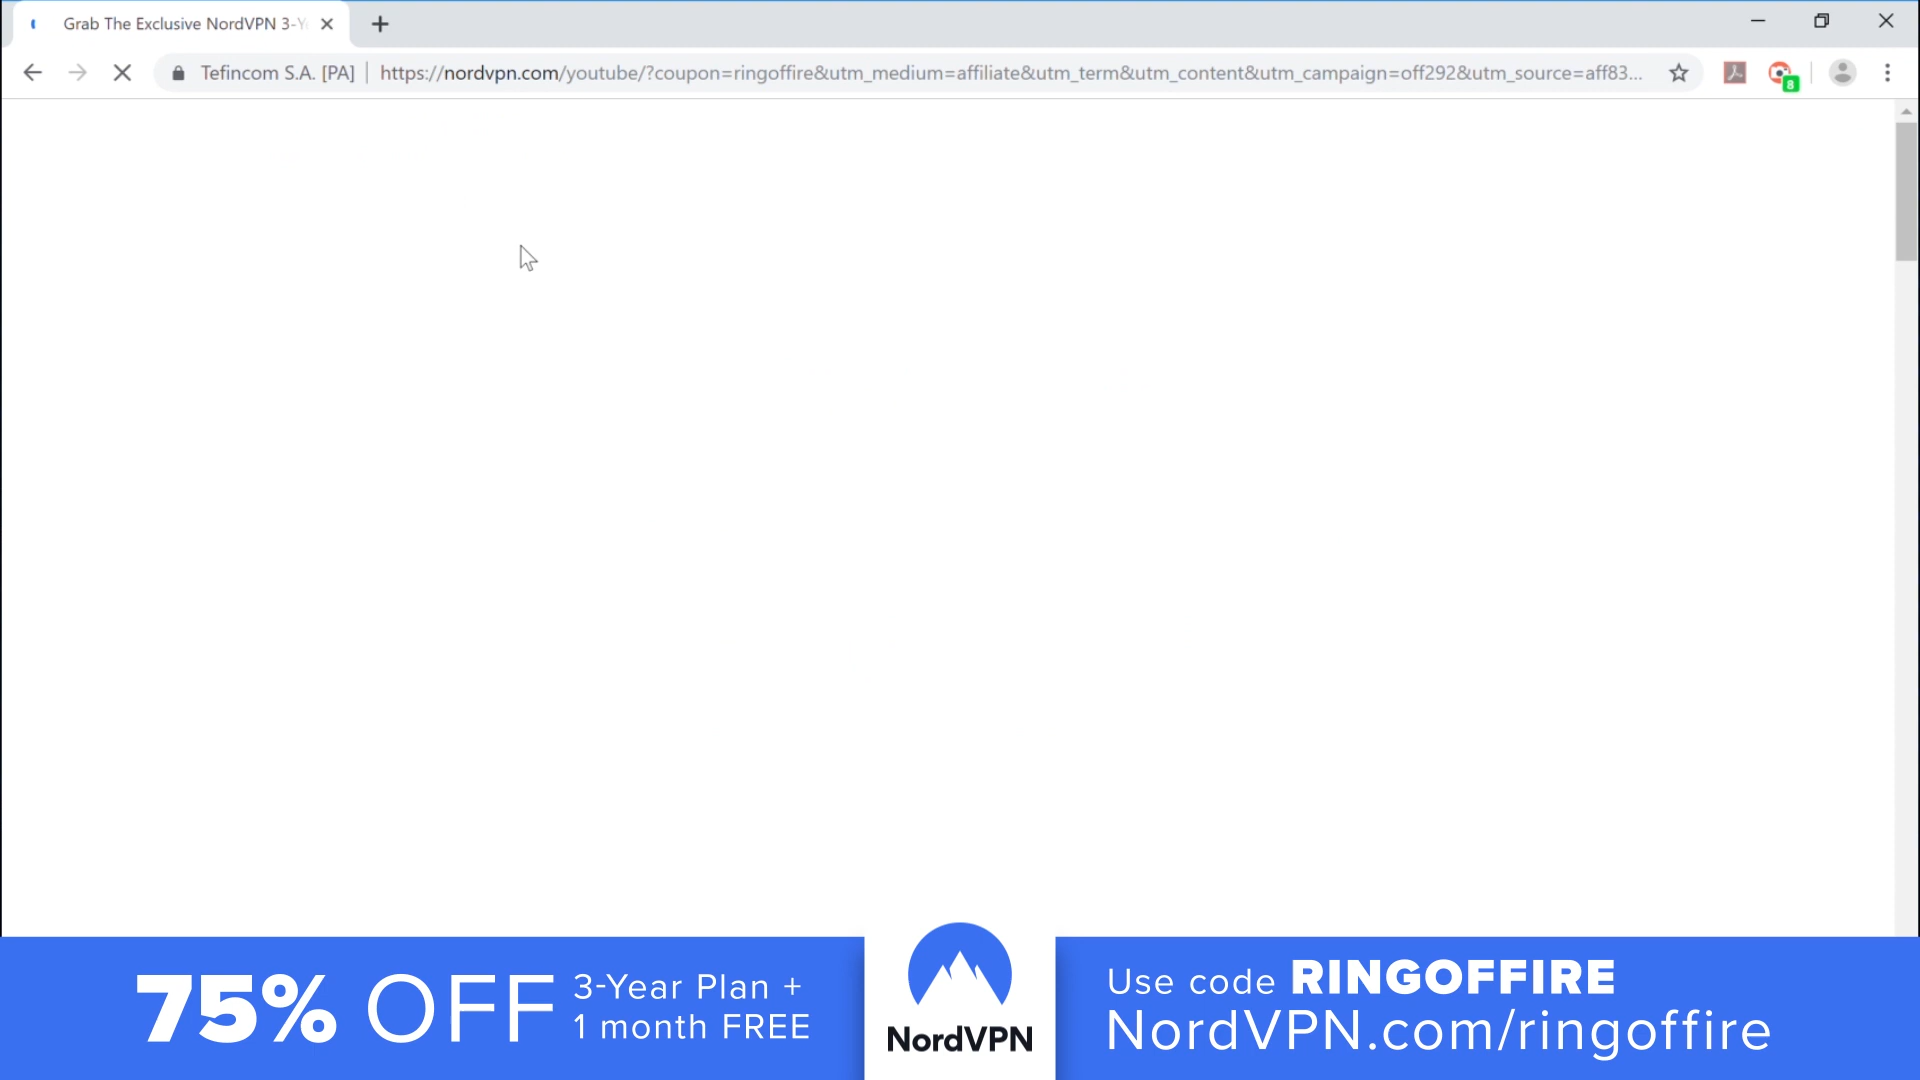 Grab The Exclusive NordVPN 3-Y
Tefincom S.A. [PA]
https://nordvpn.com/youtube/?coupon=ringoffire&utm_medium=affiliate&utm_term&utm_content&utm_campaign=off292&utm_source=aff83...
8
75% OFF
3-Year Plan +
1 month FREE
NordVPN
Use code RINGOFFIRE
NordVPN.com/ringoffire